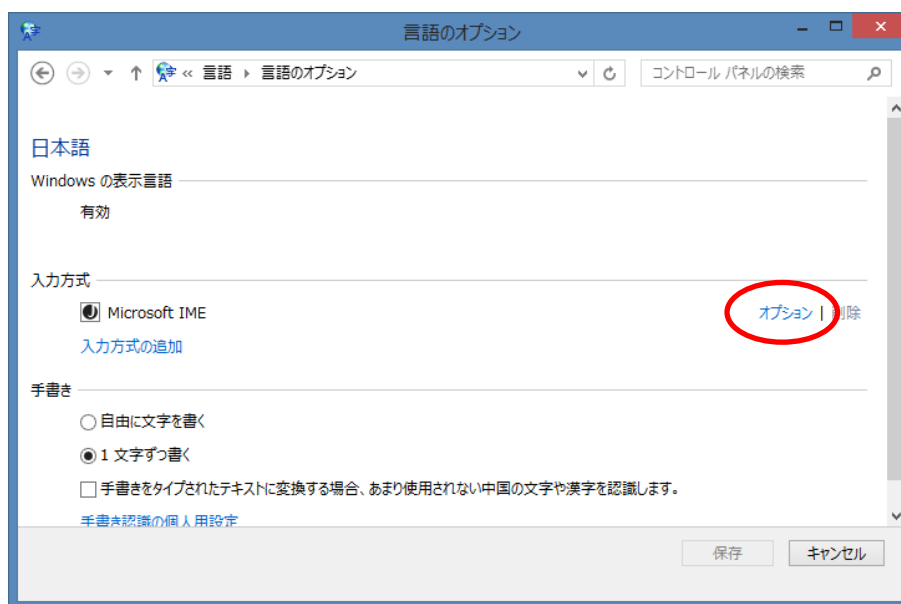 言語のオプション
« 言語 ▸ 言語のオプション
コントロール パネルの検索
日本語
Windows の表示言語
有効
入力方式
Microsoft IME
オプション | 削除
入力方式の追加
手書き
自由に文字を書く
1 文字ずつ書く
手書きをタイプされたテキストに変換する場合、あまり使用されない中国の文字や漢字を認識します。
手書き認識の個人用設定
保存
キャンセル